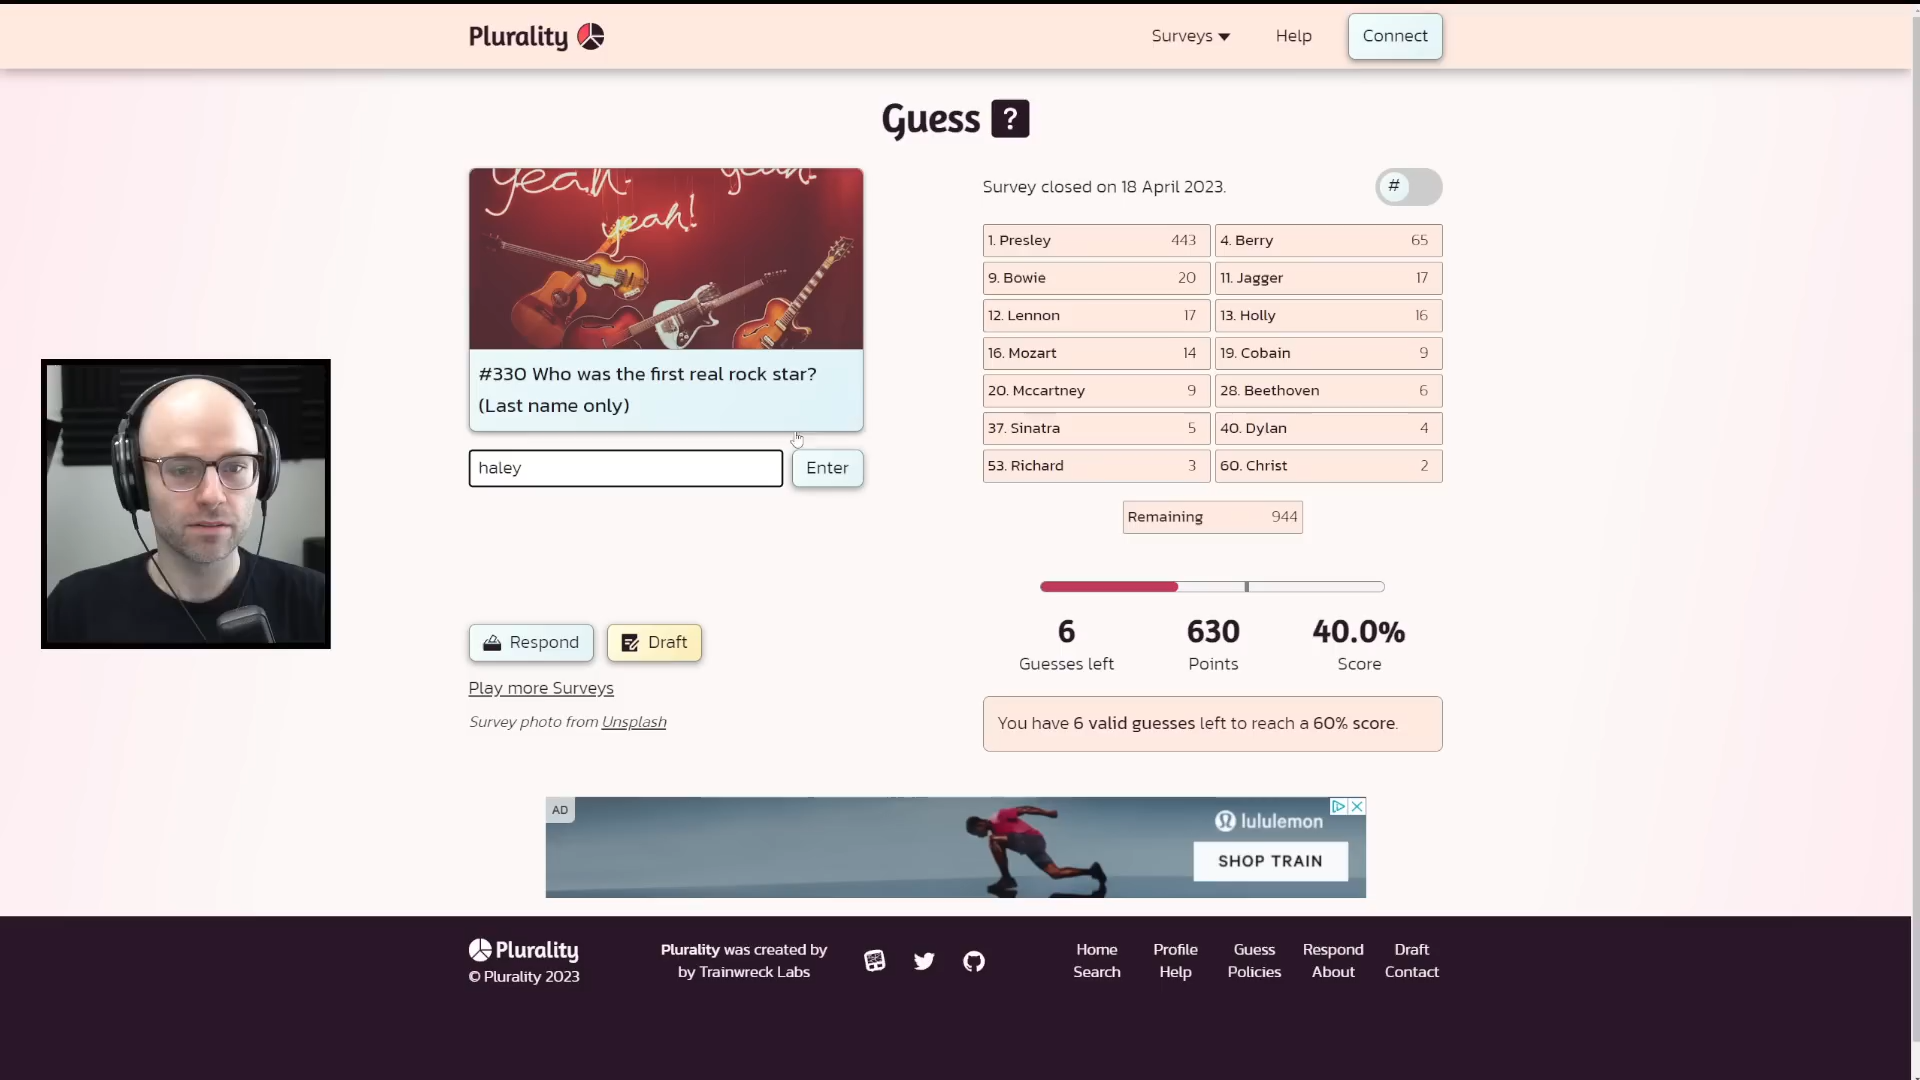 Plurality
Surveys
Help
Connect
Guess ?
yeah. yeah!
yeah!
#330 Who was the first real rock star?
(Last name only)
haley
Enter
Respond
Draft
Play more Surveys
Survey photo from Unsplash
Survey closed on 18 April 2023.
#
1. Presley 443
4. Berry 65
9. Bowie 20
11. Jagger 17
12. Lennon 17
13. Holly 16
16. Mozart 14
19. Cobain 9
20. Mccartney 9
28. Beethoven 6
37. Sinatra 5
40. Dylan 4
53. Richard 3
60. Christ 2
Remaining 944
6 630 40.0%
Guesses left Points Score
You have 6 valid guesses left to reach a 60% score.
AD
lululemon
SHOP TRAIN
Plurality
© Plurality 2023
Plurality was created by
by Trainwreck Labs
Home Profile Guess Respond Draft
Search Help Policies About Contact